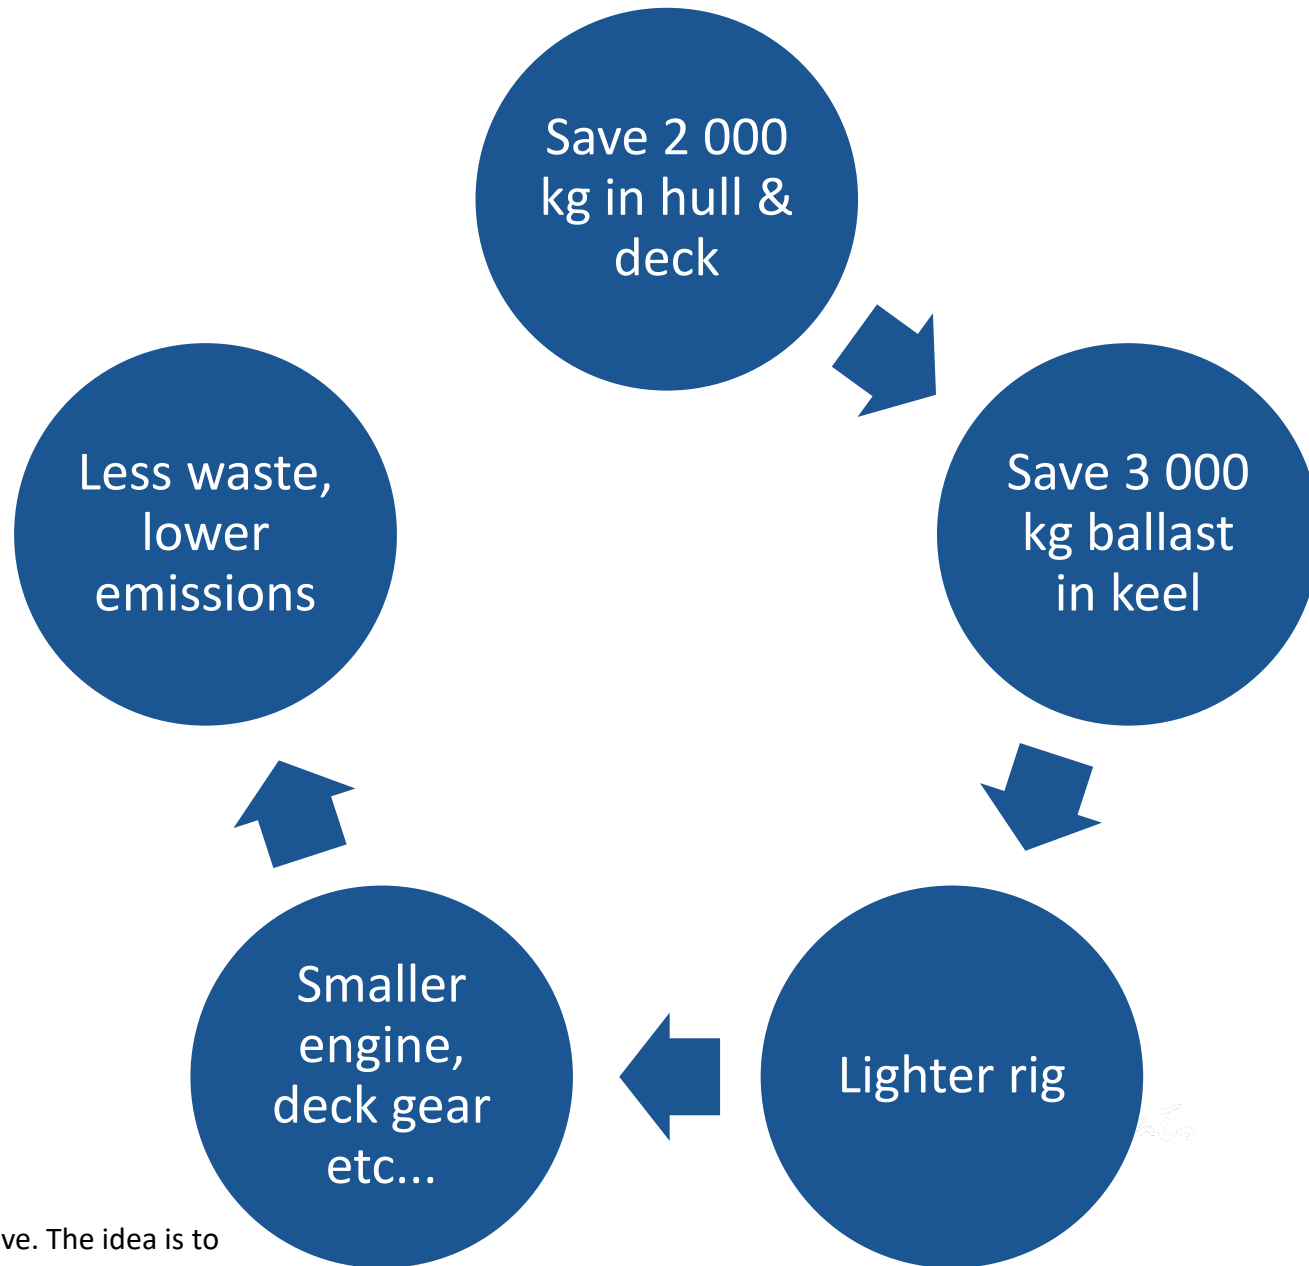 Save 2 000
kg in hull &
deck
Save 3 000
kg ballast
in keel
Lighter rig
Smaller
engine,
deck gear
etc...
Less waste,
lower
emissions
ve. The idea is to